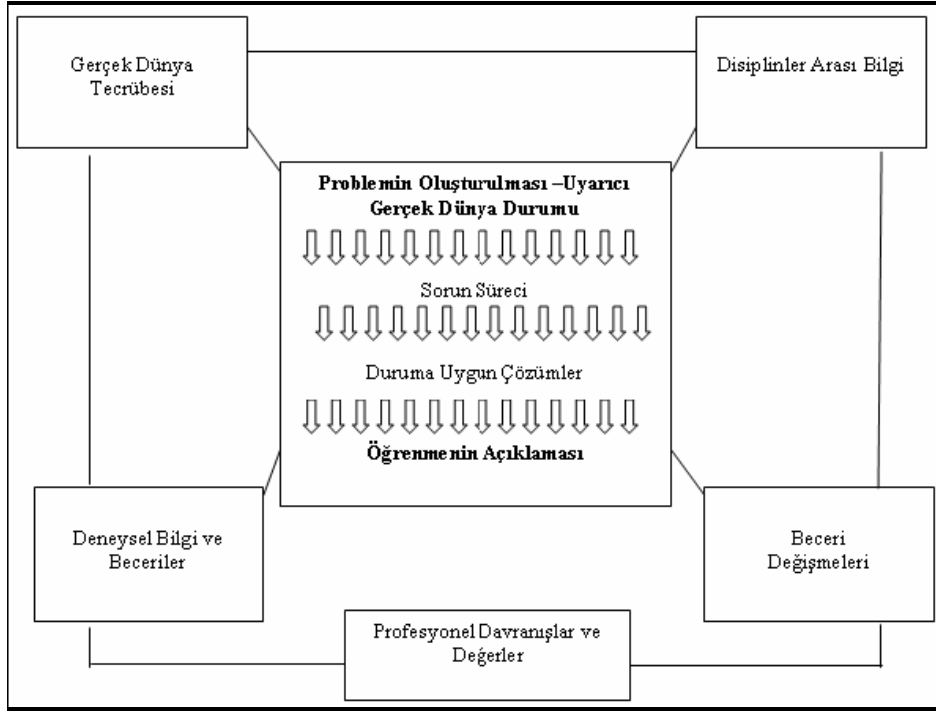 Gerçek Dünya
Tecrübesi
Disiplinler Arası Bilgi
Problemin Oluşturulması –Uyarıcı
Gerçek Dünya Durumu
Sorun Süreci
Duruma Uygun Çözümler
Öğrenmenin Açıklaması
Deneysel Bilgi ve
Beceriler
Beceri
Değişmeleri
Profesyonel Davranışlar ve
Değerler